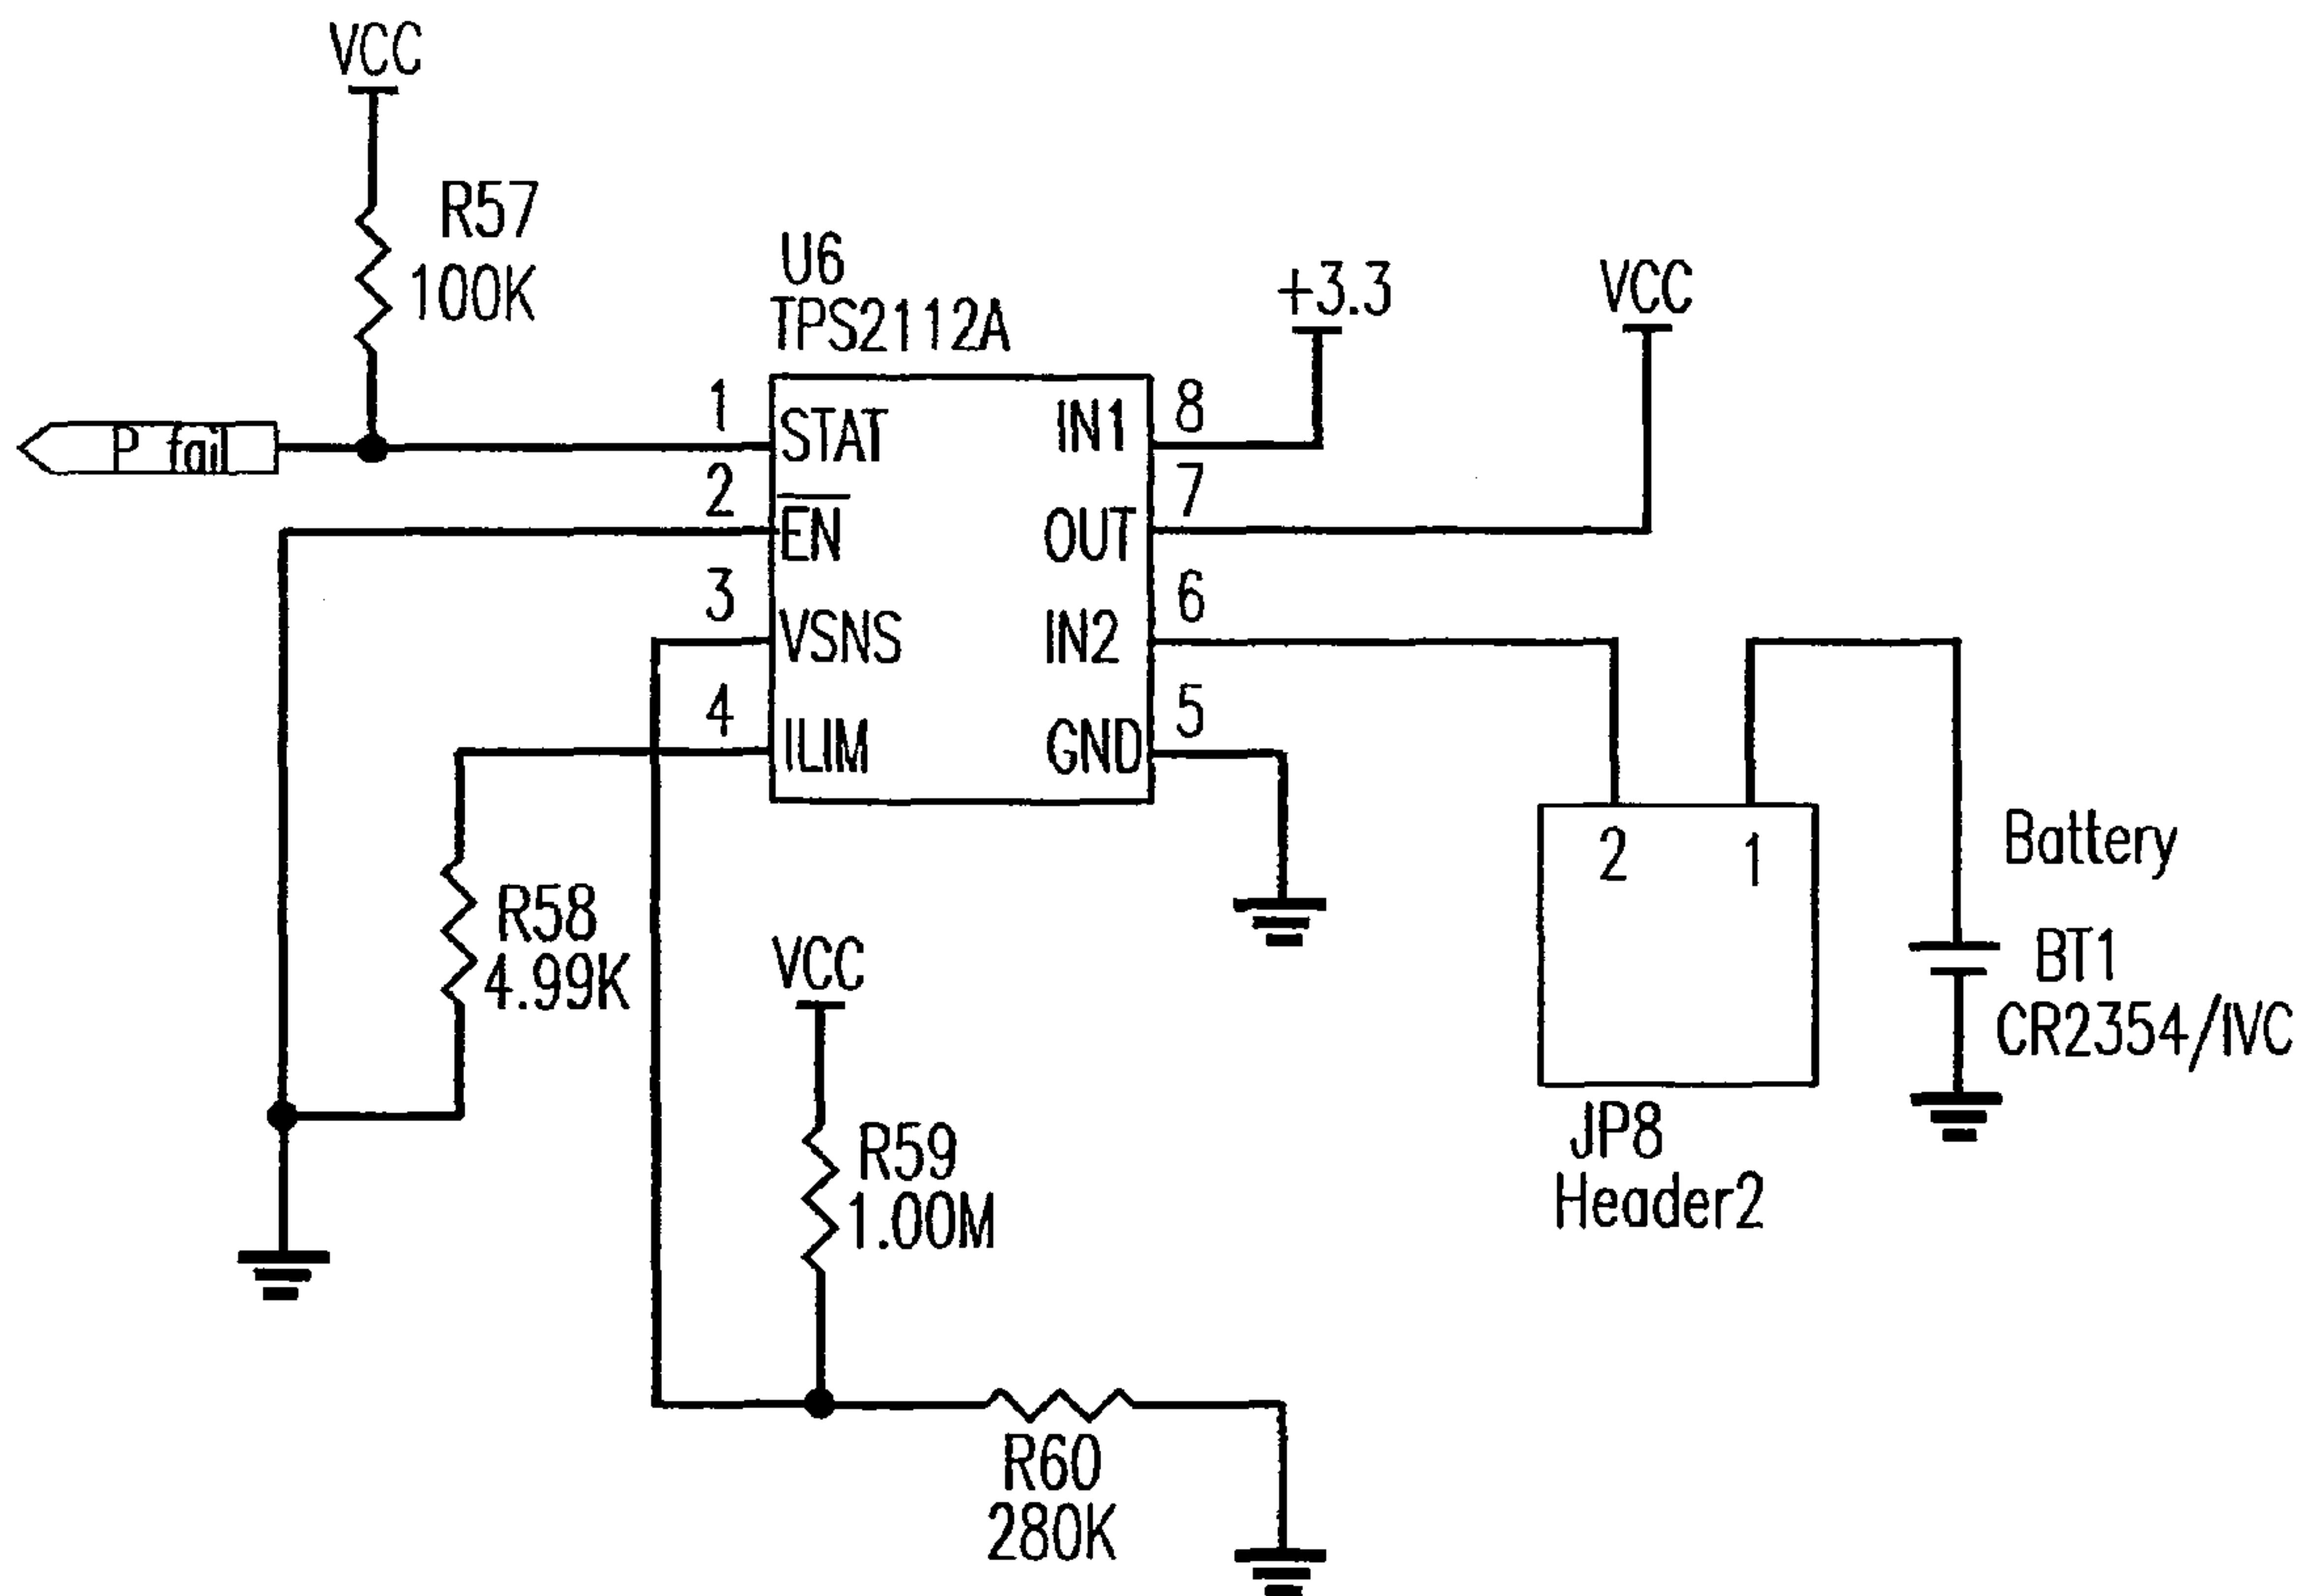 VCC
R57
100K
U6
TPS2112A
+3.3
VCC
P fail
1
STAT
2
EN
3
VSNS
4
ILIM
IN1
8
OUT
7
IN2
6
GND
5
R58
4.99K
VCC
R59
1.00M
R60
280K
2
1
JP8
Header2
Battery
BT1
CR2354/IVC